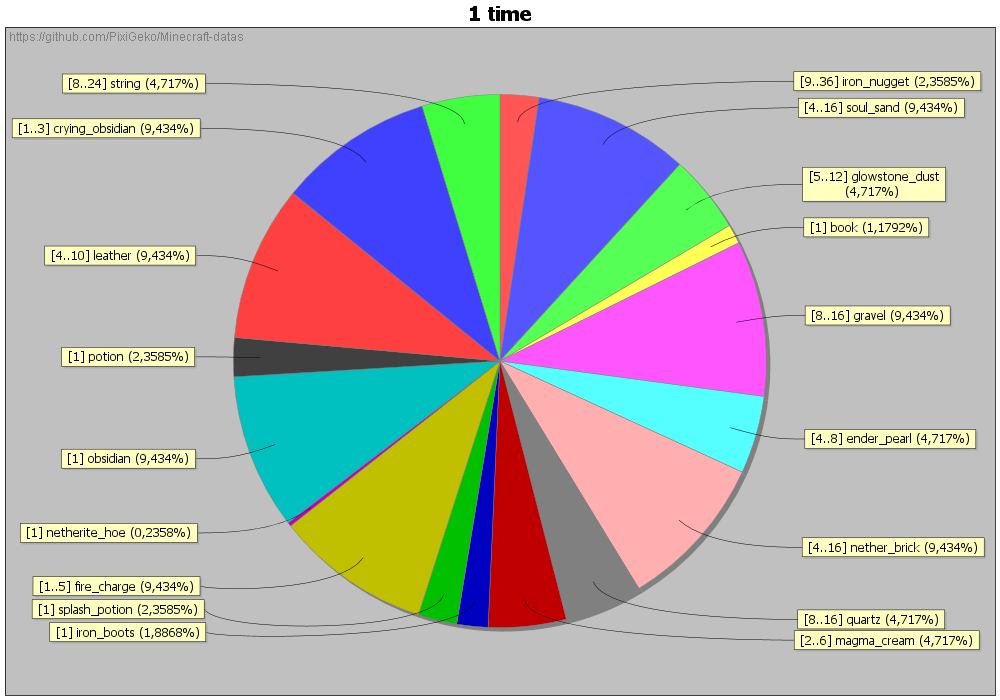 1 time
https://github.com/PixiGeko/Minecraft-datas
[8..24] string (4,717%)
[1..3] crying_obsidian (9,434%)
[4..10] leather (9,434%)
[1] potion (2,3585%)
[1] obsidian (9,434%)
[1] netherite_hoe (0,2358%)
[1..5] fire_charge (9,434%)
[1] splash_potion (2,3585%)
[1] iron_boots (1,8868%)
[9..36] iron_nugget (2,3585%)
[4..16] soul_sand (9,434%)
[5..12] glowstone_dust
(4,717%)
[1] book (1,1792%)
[8..16] gravel (9,434%)
[4..8] ender_pearl (4,717%)
[4..16] nether_brick (9,434%)
[8..16] quartz (4,717%)
[2..6] magma_cream (4,717%)